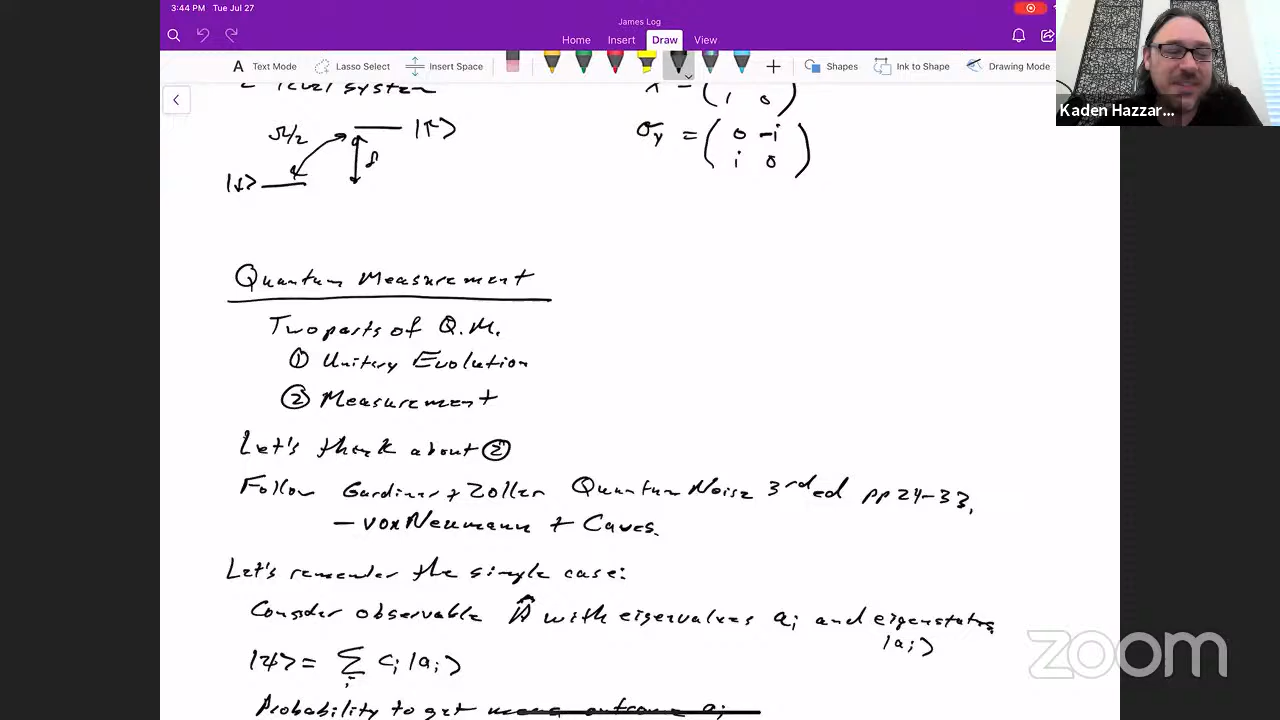 3:44 PM Tue Jul 27
James Log
Home Insert Draw View
Text Mode Lasso Select Insert Space Shapes Ink to Shape Drawing Mode
Kaden Hazzar...
2 level system
( 1 0 )
Ω/2 |↑>
δ
|↓>
σy = ( 0 -i
i 0 )
Quantum Measurement
Two parts of Q.M.
① Unitary Evolution
② Measurement
Let's think about ②
Follow Gardiner + Zoller Quantum Noise 3rd ed pp 24-33,
- von Neumann + Caves.
Let's remember the simple case:
Consider observable Â with eigenvalues ai and eigenstates
|ai>
|ψ> = Σi ci |ai>
Probability to get outcome ai
zoom